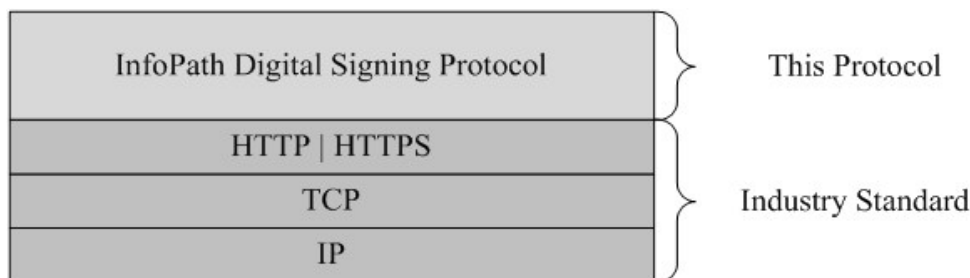 InfoPath Digital Signing Protocol
This Protocol
HTTP | HTTPS
TCP
Industry Standard
IP